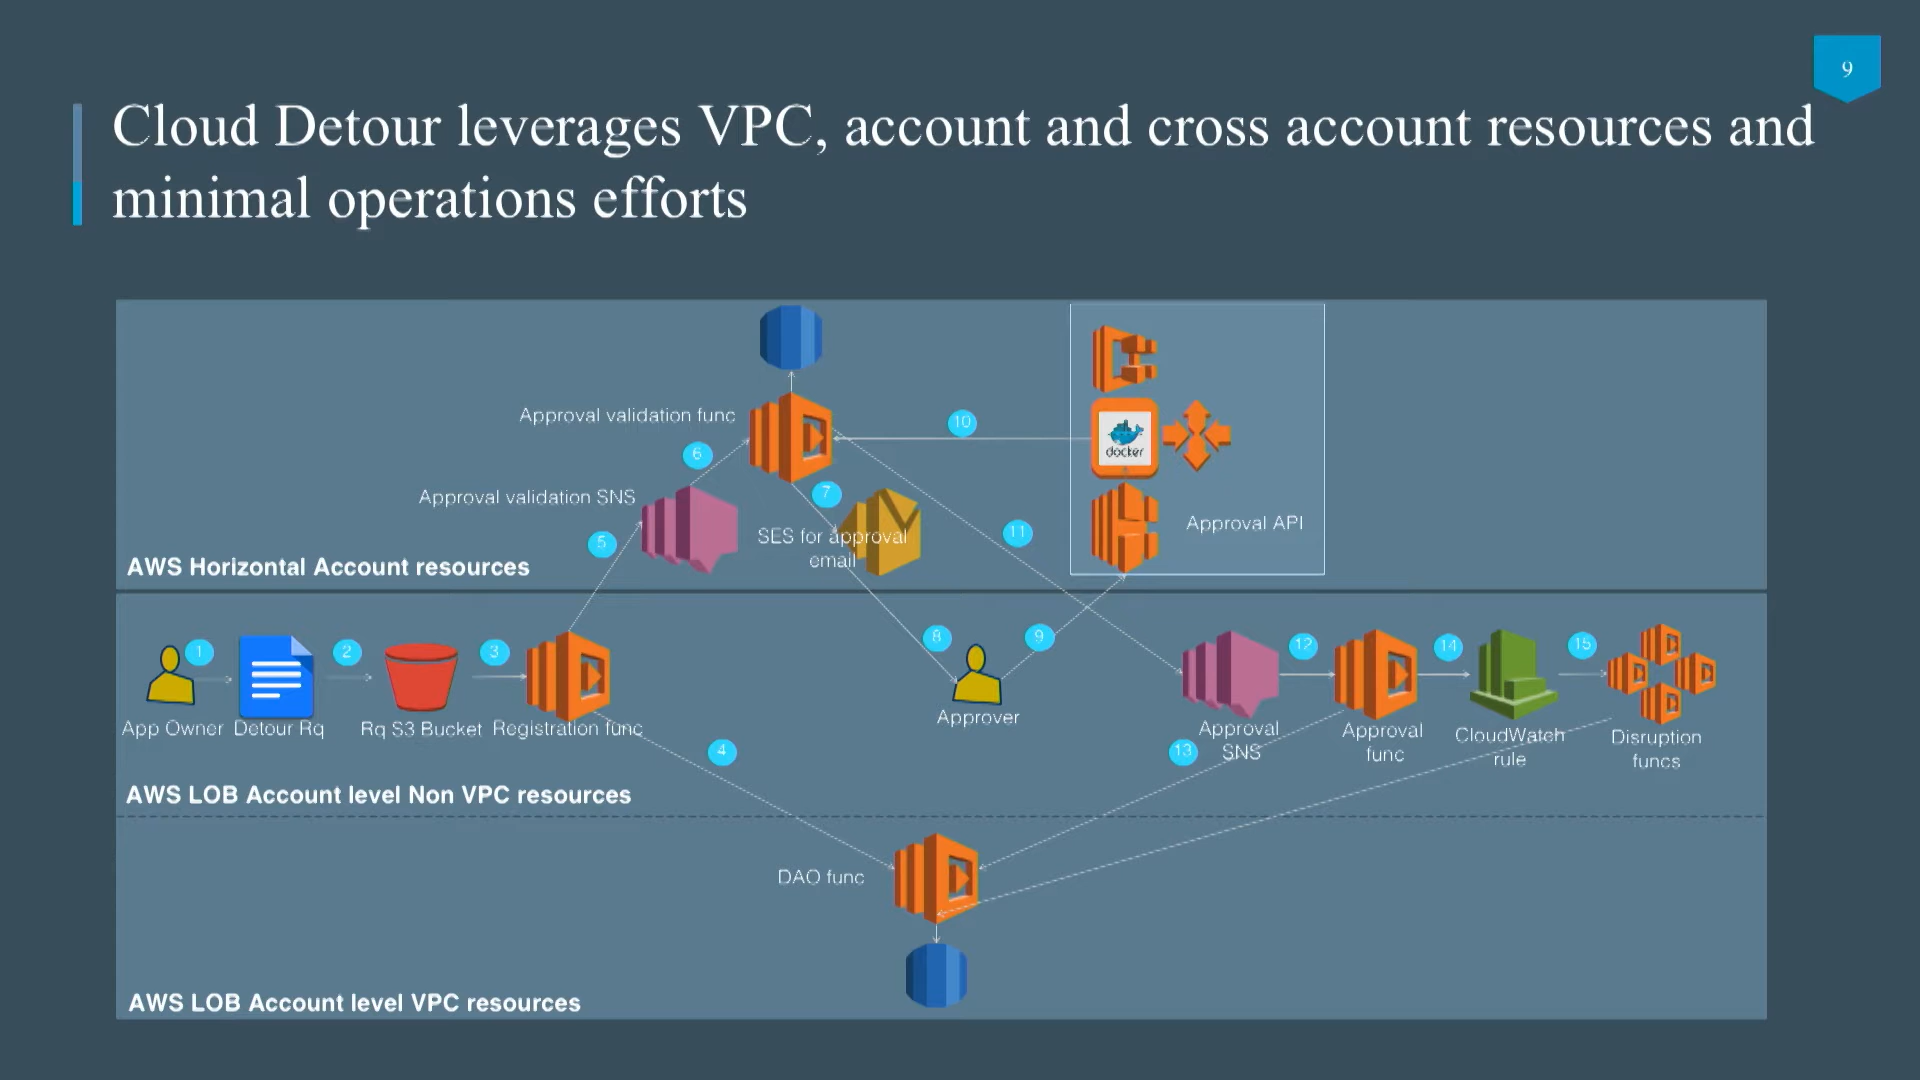 9
Cloud Detour leverages VPC, account and cross account resources and
minimal operations efforts
Approval validation func
10
docker
6
Approval validation SNS
7
SES for approval
email
11
Approval API
5
AWS Horizontal Account resources
1
2
3
8
9
12
14
15
App Owner
Detour Rq
Rq S3 Bucket
Registration func
Approver
Approval
SNS
Approval
func
CloudWatch
rule
Disruption
funcs
4
13
AWS LOB Account level Non VPC resources
DAO func
AWS LOB Account level VPC resources